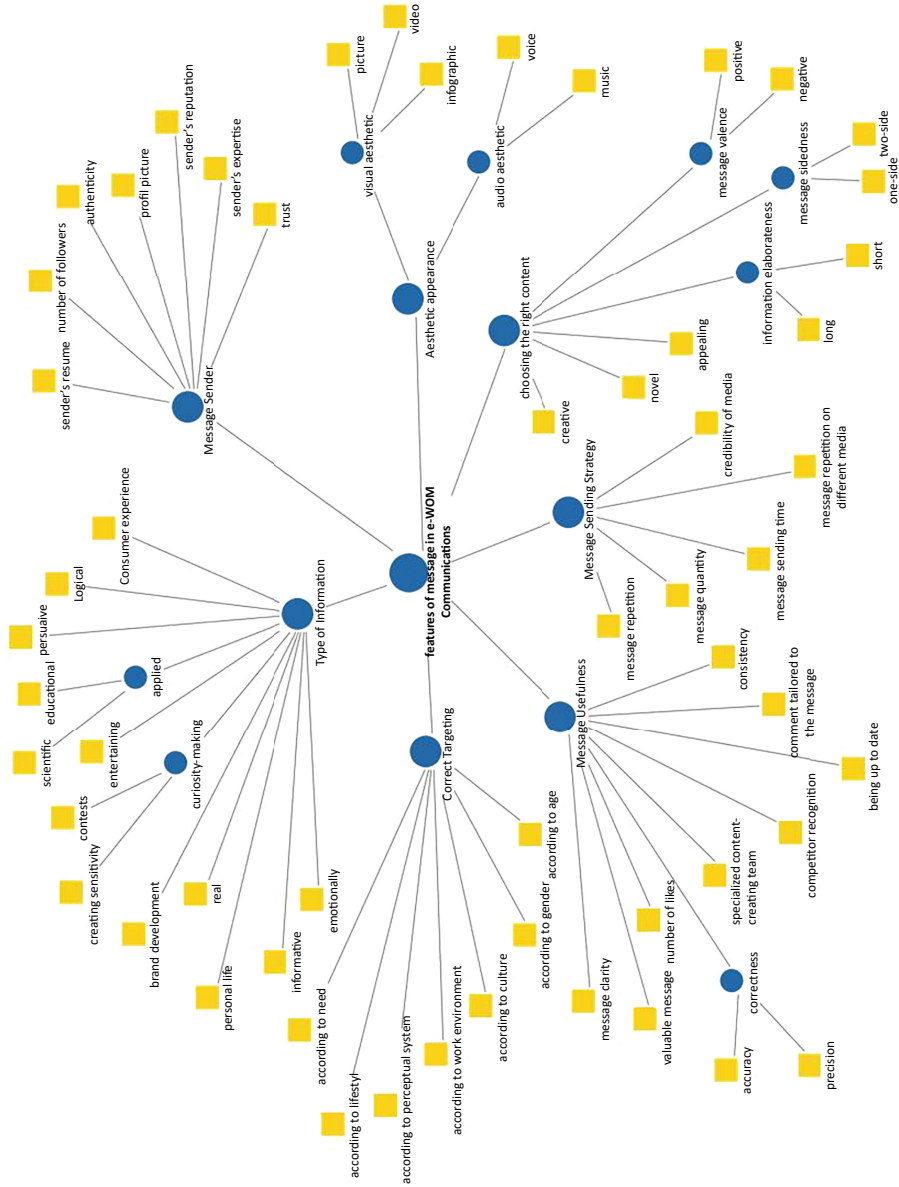 features of message in e-WOM
Communications
Message Sender
sender's resume
number of followers
authenticity
profil picture
sender's reputation
sender's expertise
trust
Aesthetic appearance
visual aesthetic
picture
video
infographic
audio aesthetic
voice
music
choosing the right content
creative
novel
appealing
information elaborateness
long
short
message sidedness
one-side
two-side
message valence
positive
negative
Message Sending Strategy
message repetition
message quantity
message sending time
message repetition on
different media
credibility of media
Message Usefulness
consistency
comment tailored to
the message
being up to date
competitor recognition
specialized content-
creating team
correctness
accuracy
precision
number of likes
valuable message
message clarity
Correct Targeting
according to age
according to gender
according to culture
according to work environment
according to perceptual system
according to lifestyl
according to need
Type of Information
Consumer experience
Logical
persuaive
applied
educational
scientific
entertaining
curiosity-making
contests
creating sensitivity
brand development
real
personal life
informative
emotionally